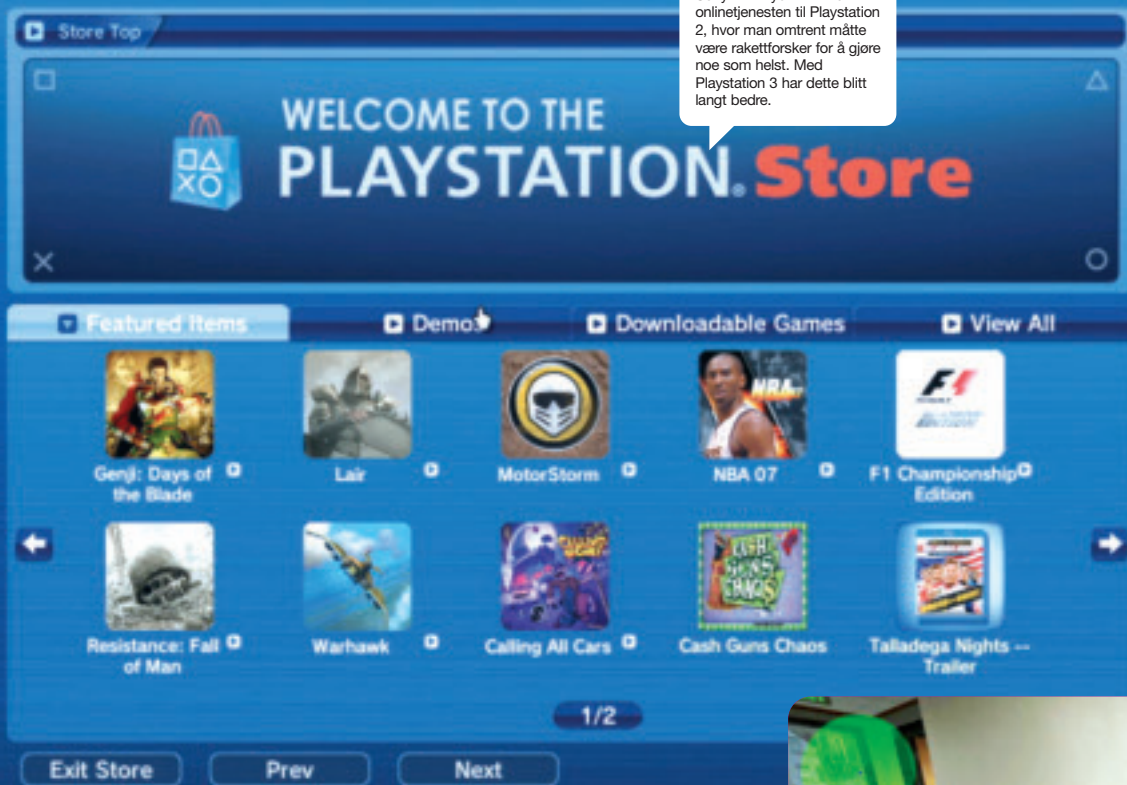 onlinetjenesten til Playstation
2, hvor man omtrent måtte
være rakettforsker for å gjøre
noe som helst. Med
Playstation 3 har dette blitt
langt bedre.
Store Top
WELCOME TO THE
PLAYSTATION® Store
Featured Items
Demos
Downloadable Games
View All
Genji: Days of
the Blade
Lair
MotorStorm
NBA 07
F1 Championship
Edition
Resistance: Fall
of Man
Warhawk
Calling All Cars
Cash Guns Chaos
Talladega Nights --
Trailer
1/2
Exit Store
Prev
Next